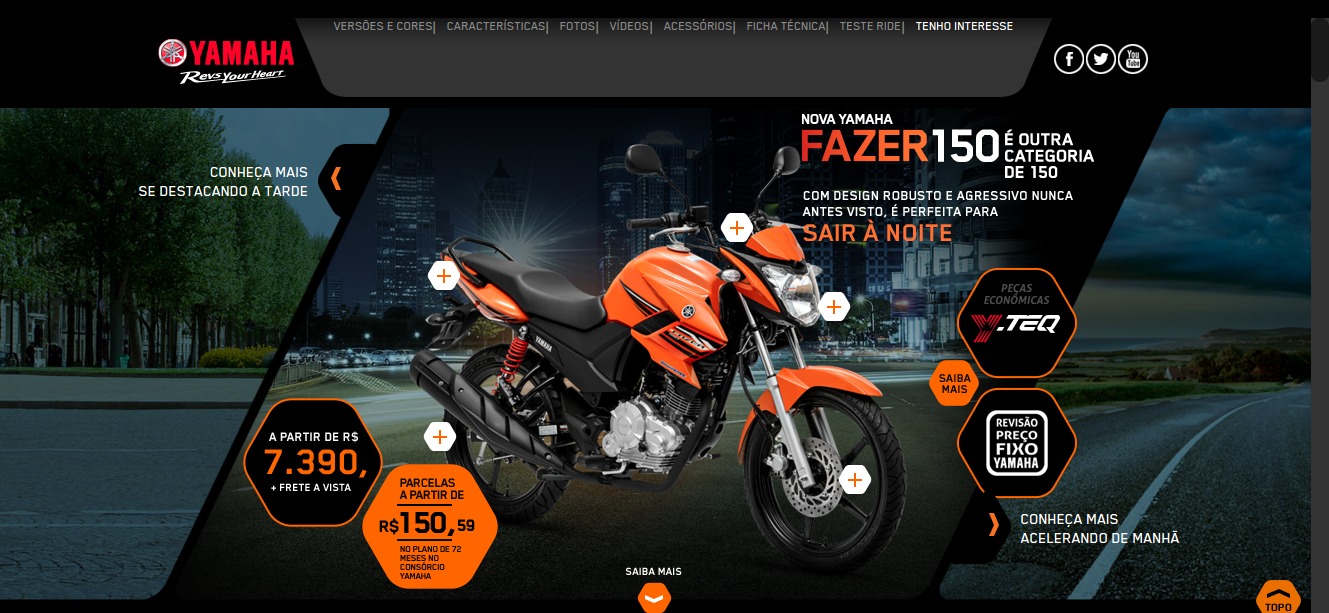 VERSÕES E CORES| CARACTERÍSTICAS| FOTOS| VÍDEOS| ACESSÓRIOS| FICHA TÉCNICA| TESTE RIDE| TENHO INTERESSE
YAMAHA
Revs Your Heart
You
Tube
NOVA YAMAHA
FAZER150
É OUTRA
CATEGORIA
DE 150
CONHEÇA MAIS
SE DESTACANDO A TARDE
COM DESIGN ROBUSTO E AGRESSIVO NUNCA
ANTES VISTO, É PERFEITA PARA
SAIR À NOITE
PEÇAS
ECONÔMICAS
Y.TEQ
YAMAHA
FAZER
SAIBA
MAIS
REVISÃO
PREÇO
FIXO
YAMAHA
A PARTIR DE R$
7.390,
+ FRETE A VISTA
PARCELAS
A PARTIR DE
R$150,59
NO PLANO DE 72
MESES NO
CONSÓRCIO
YAMAHA
CONHEÇA MAIS
ACELERANDO DE MANHÃ
SAIBA MAIS
TOPO